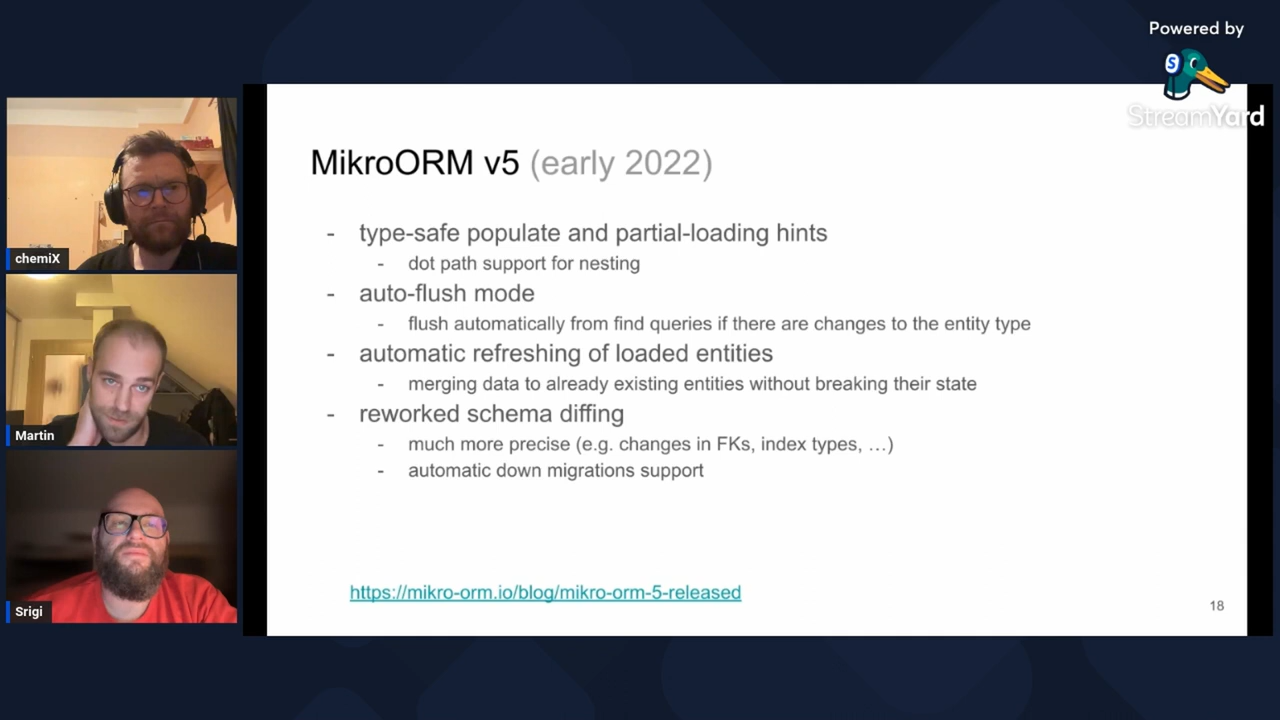 Powered by
S
StreamYard
chemiX
Martin
Srigi
MikroORM v5 (early 2022)
- type-safe populate and partial-loading hints
- dot path support for nesting
- auto-flush mode
- flush automatically from find queries if there are changes to the entity type
- automatic refreshing of loaded entities
- merging data to already existing entities without breaking their state
- reworked schema diffing
- much more precise (e.g. changes in FKs, index types, …)
- automatic down migrations support
https://mikro-orm.io/blog/mikro-orm-5-released
18